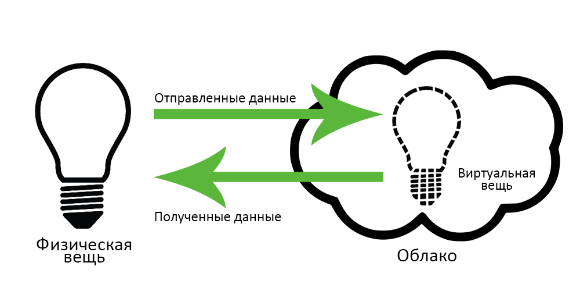 Отправленные данные
Виртуальная
вещь
Полученные данные
Физическая
вещь
Облако